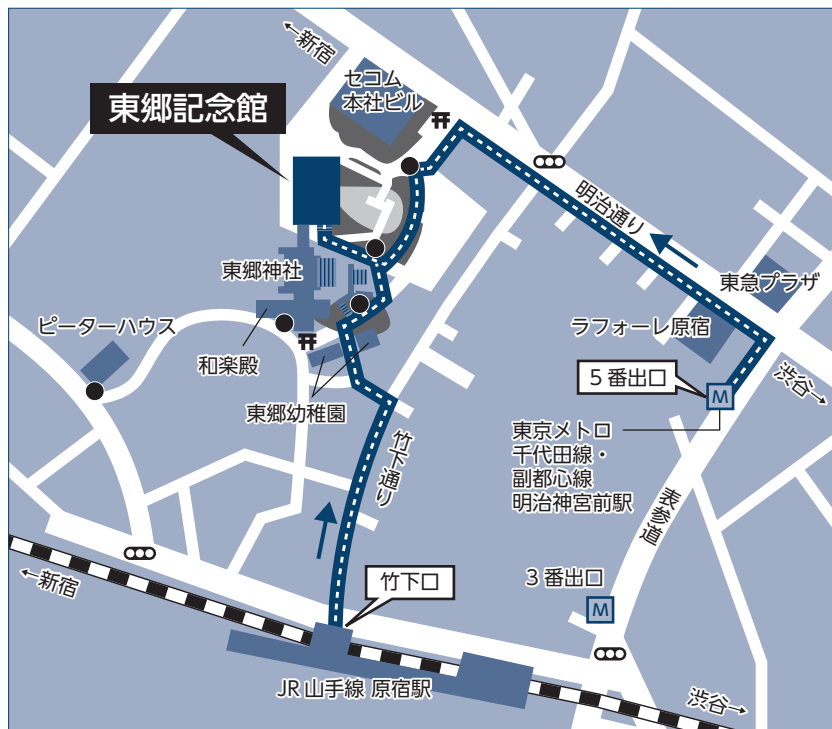 ←新宿
セコム
本社ビル
東郷記念館
明治通り
東郷神社
東急プラザ
ピーターハウス
ラフォーレ原宿
和楽殿
5番出口
渋谷→
M
東郷幼稚園
竹下通り
東京メトロ
千代田線・
副都心線
明治神宮前駅
表参道
←新宿
竹下口
3番出口
M
JR山手線 原宿駅
渋谷→